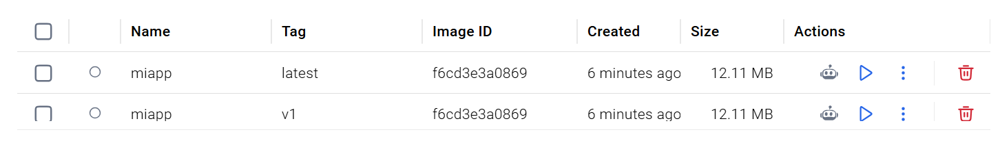 Name Tag Image ID Created Size Actions
miapp latest f6cd3e3a0869 6 minutes ago 12.11 MB
miapp v1 f6cd3e3a0869 6 minutes ago 12.11 MB